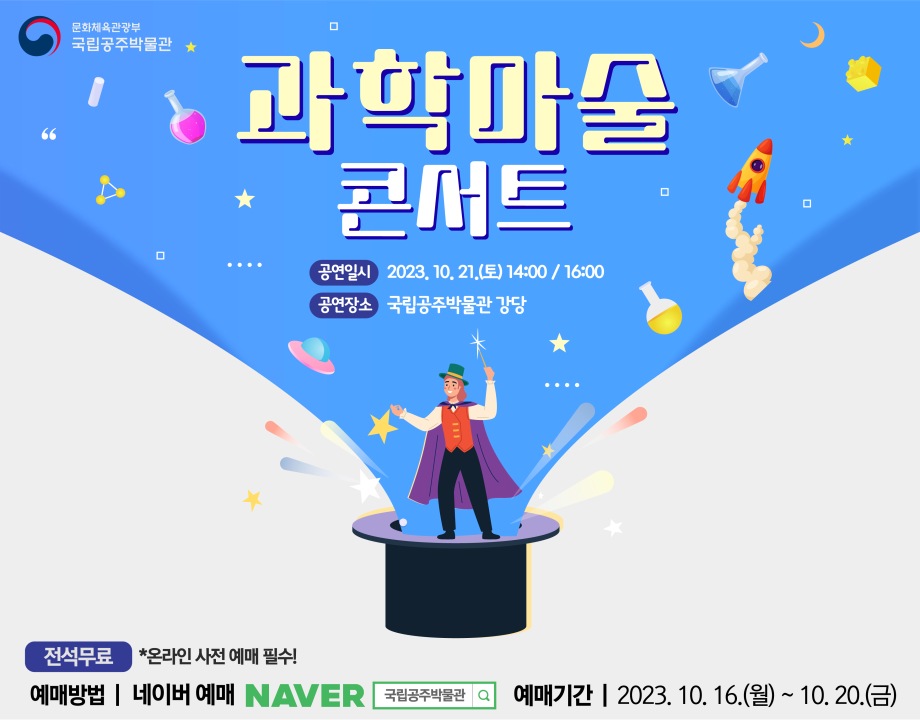 문화체육관광부
국립공주박물관
과학마술
콘서트
공연일시 2023. 10. 21.(토) 14:00 / 16:00
공연장소 국립공주박물관 강당
전석무료 *온라인 사전 예매 필수!
예매방법 | 네이버 예매 NAVER 국립공주박물관 예매기간 | 2023. 10. 16.(월) ~ 10. 20.(금)